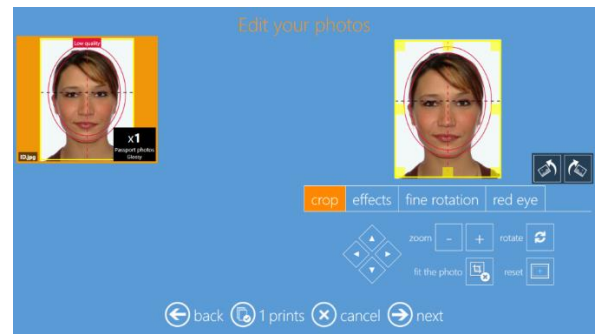 Edit your photos
Low quality
x1
Passport photos
Glossy
ID.jpg
crop effects fine rotation red eye
zoom - + rotate
fit the photo reset
back 1 prints cancel next